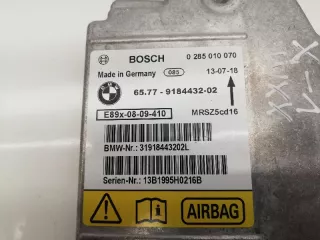 BOSCH 0 285 010 070
Made in Germany 085 13-07-18
65.77 - 9184432-02
E89x-08-09-410 MRSZ5cd16
BMW-Nr.: 31918443202L
Serien-Nr.: 13B1995H0216B
AIRBAG